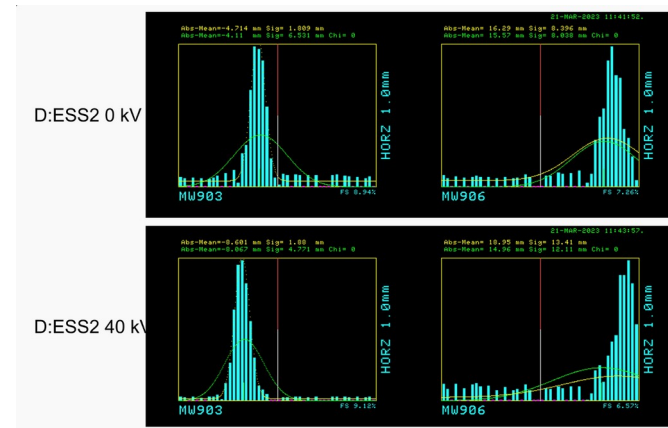 21-MAR-2023 11:41:52.
Abs-Mean=-4.714 mm Sig= 1.809 mm
Abs-Mean=-4.11 mm Sig= 6.531 mm Chi= 0
Abs-Mean= 16.29 mm Sig= 8.396 mm
Abs-Mean= 15.57 mm Sig= 8.038 mm Chi= 0
D:ESS2 0 kV
HORZ 1.0mm
HORZ 1.0mm
MW903
FS 8.94%
MW906
FS 7.26%
21-MAR-2023 11:43:57.
Abs-Mean=-8.601 mm Sig= 1.88 mm
Abs-Mean=-8.067 mm Sig= 4.771 mm Chi= 0
Abs-Mean= 18.95 mm Sig= 13.41 mm
Abs-Mean= 14.96 mm Sig= 12.11 mm Chi= 0
D:ESS2 40 kV
HORZ 1.0mm
HORZ 1.0mm
MW903
FS 9.12%
MW906
FS 6.57%